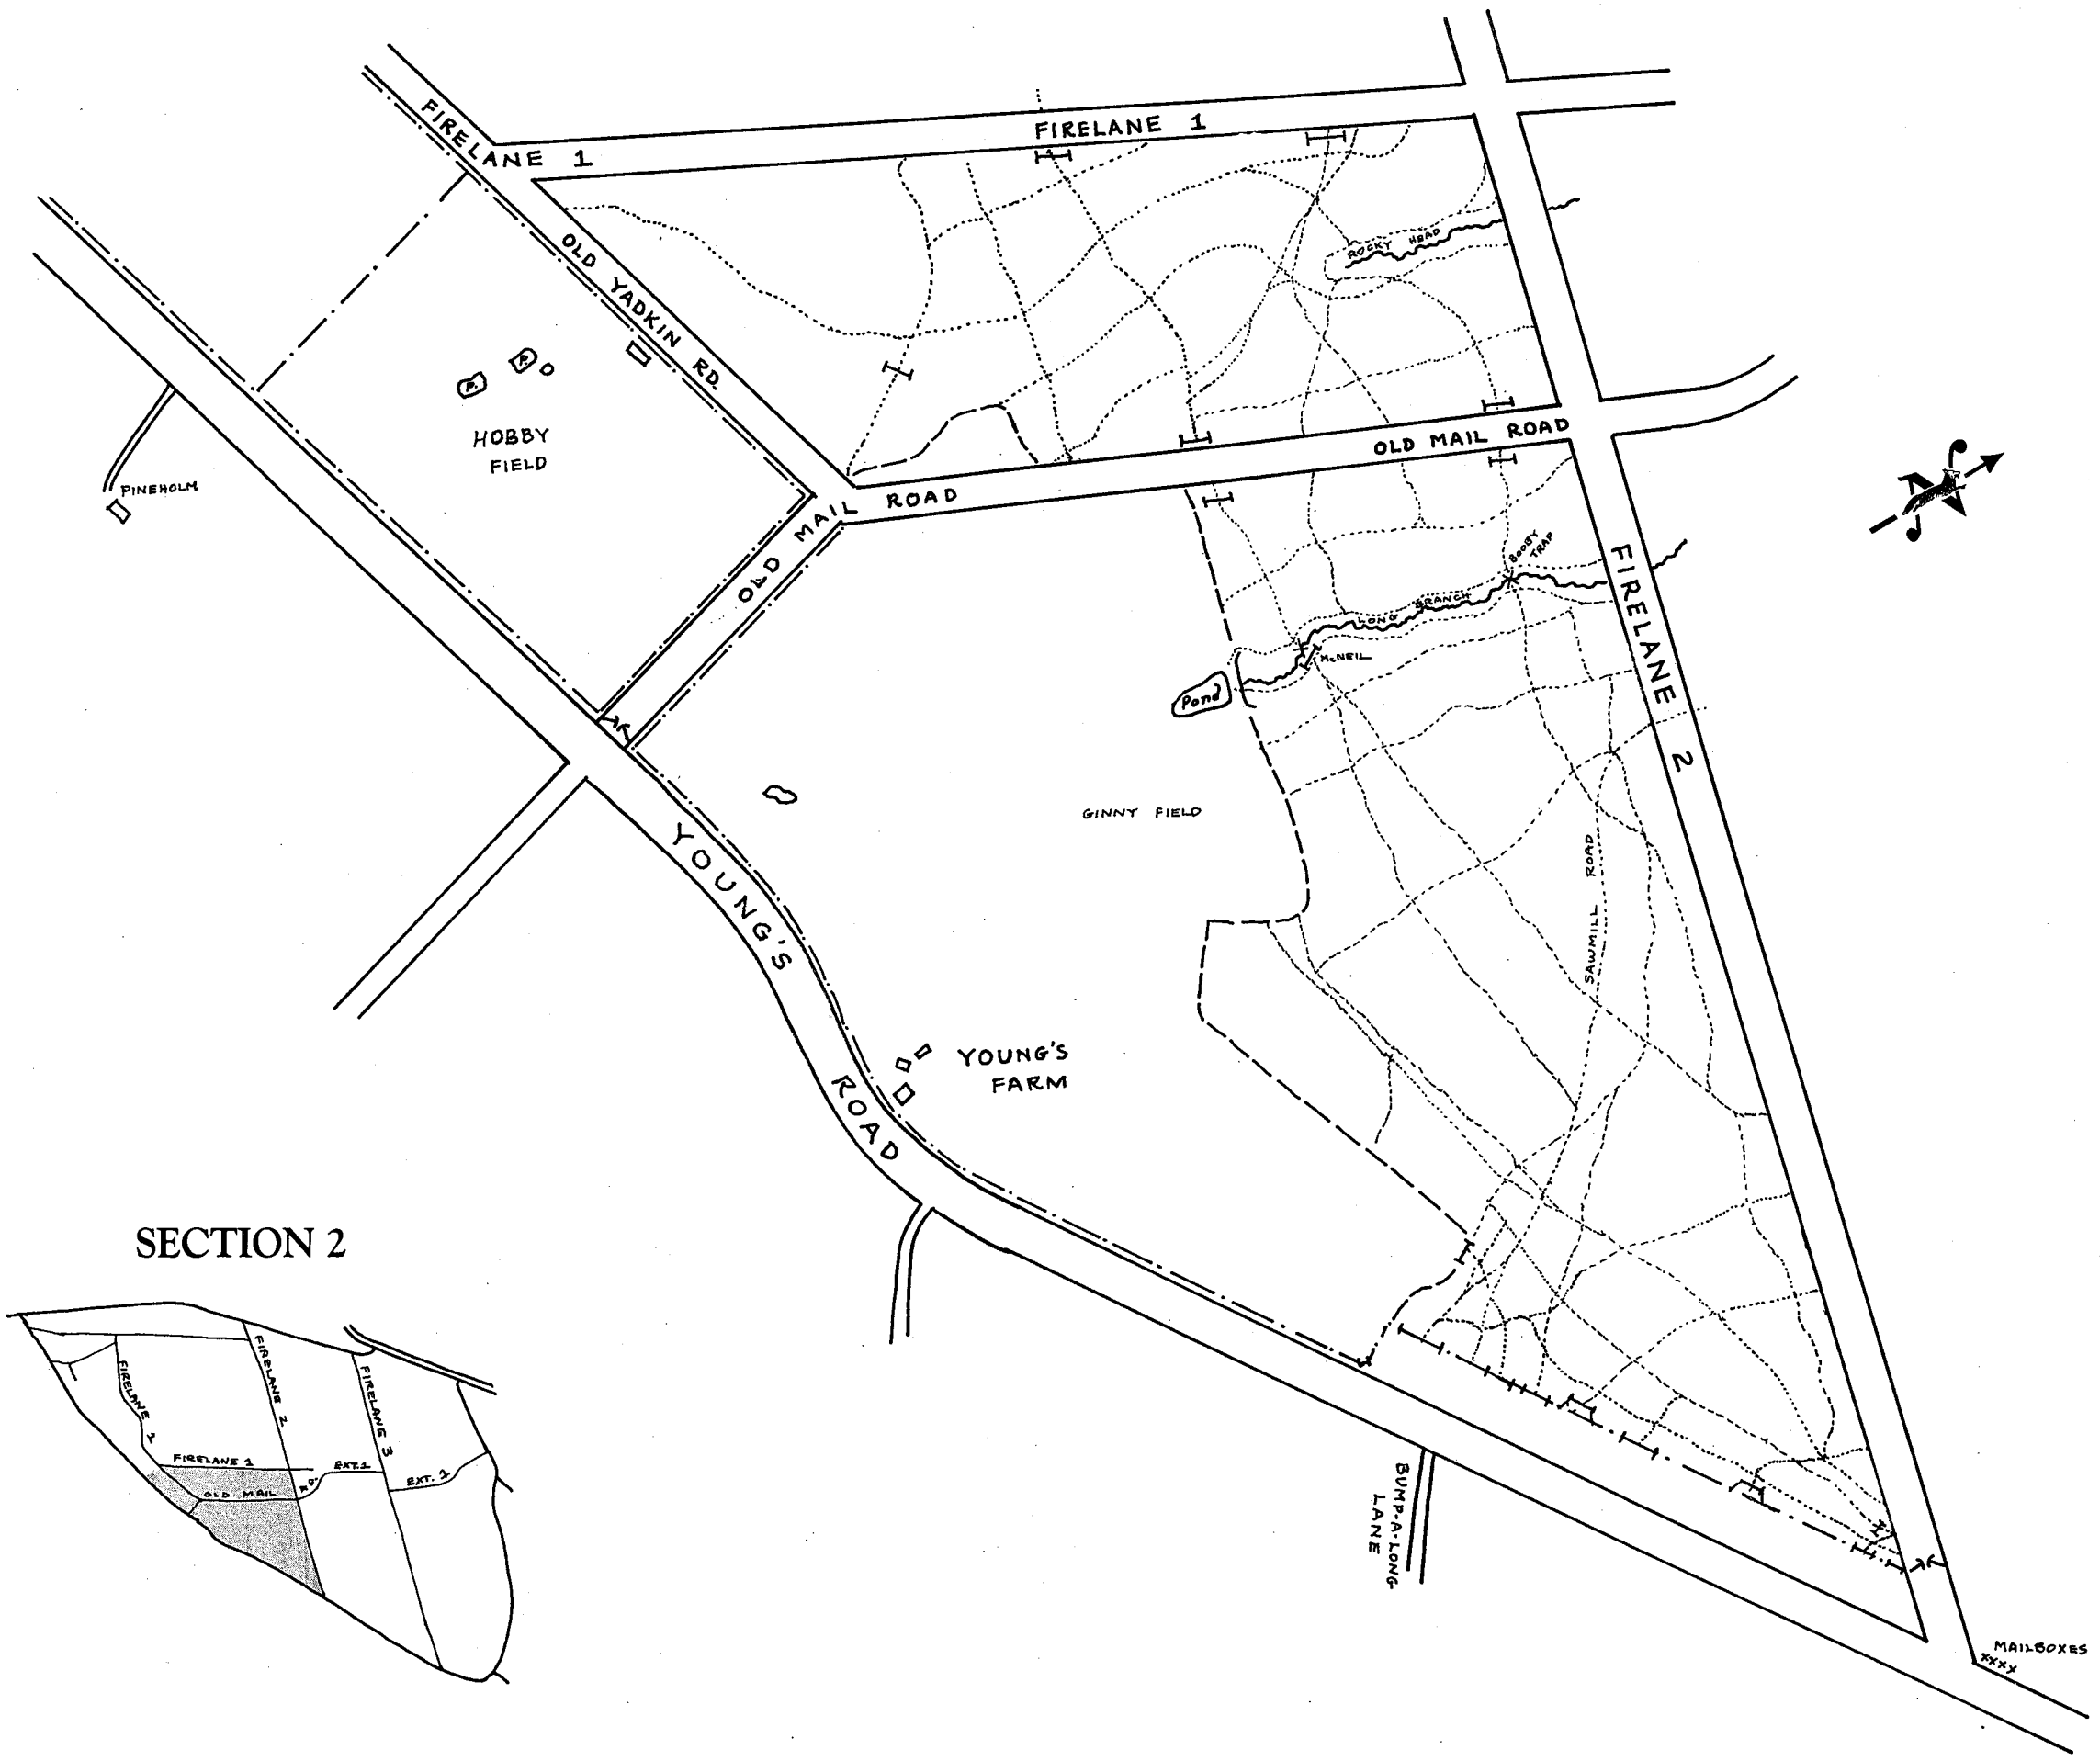 FIRELANE 1
FIRELANE 1
ROCKY HEAD
OLD YADKIN RD.
P.
P.
HOBBY
FIELD
PINEHOLM
OLD MAIL ROAD
OLD MAIL ROAD
N
BOOBY
TRAP
LONG BRANCH
McNEIL
Pond
FIRELANE 2
GINNY FIELD
SAWMILL ROAD
YOUNG'S ROAD
YOUNG'S
FARM
BUMP-A-LONG
LANE
MAILBOXES
XXXX
SECTION 2
FIRELANE 1
FIRELANE 2
FIRELANE 3
FIRELANE 1
EXT. 1
EXT. 1
OLD MAIL
RD.